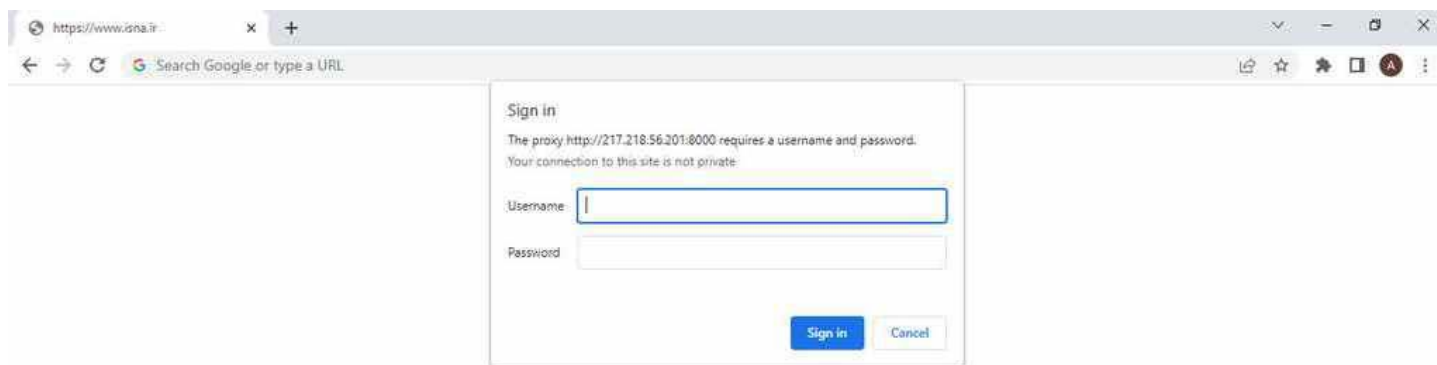 https://www.isna.ir
Search Google or type a URL
A
Sign in
The proxy http://217.218.56.201:8000 requires a username and password.
Your connection to this site is not private
Username
Password
Sign in
Cancel